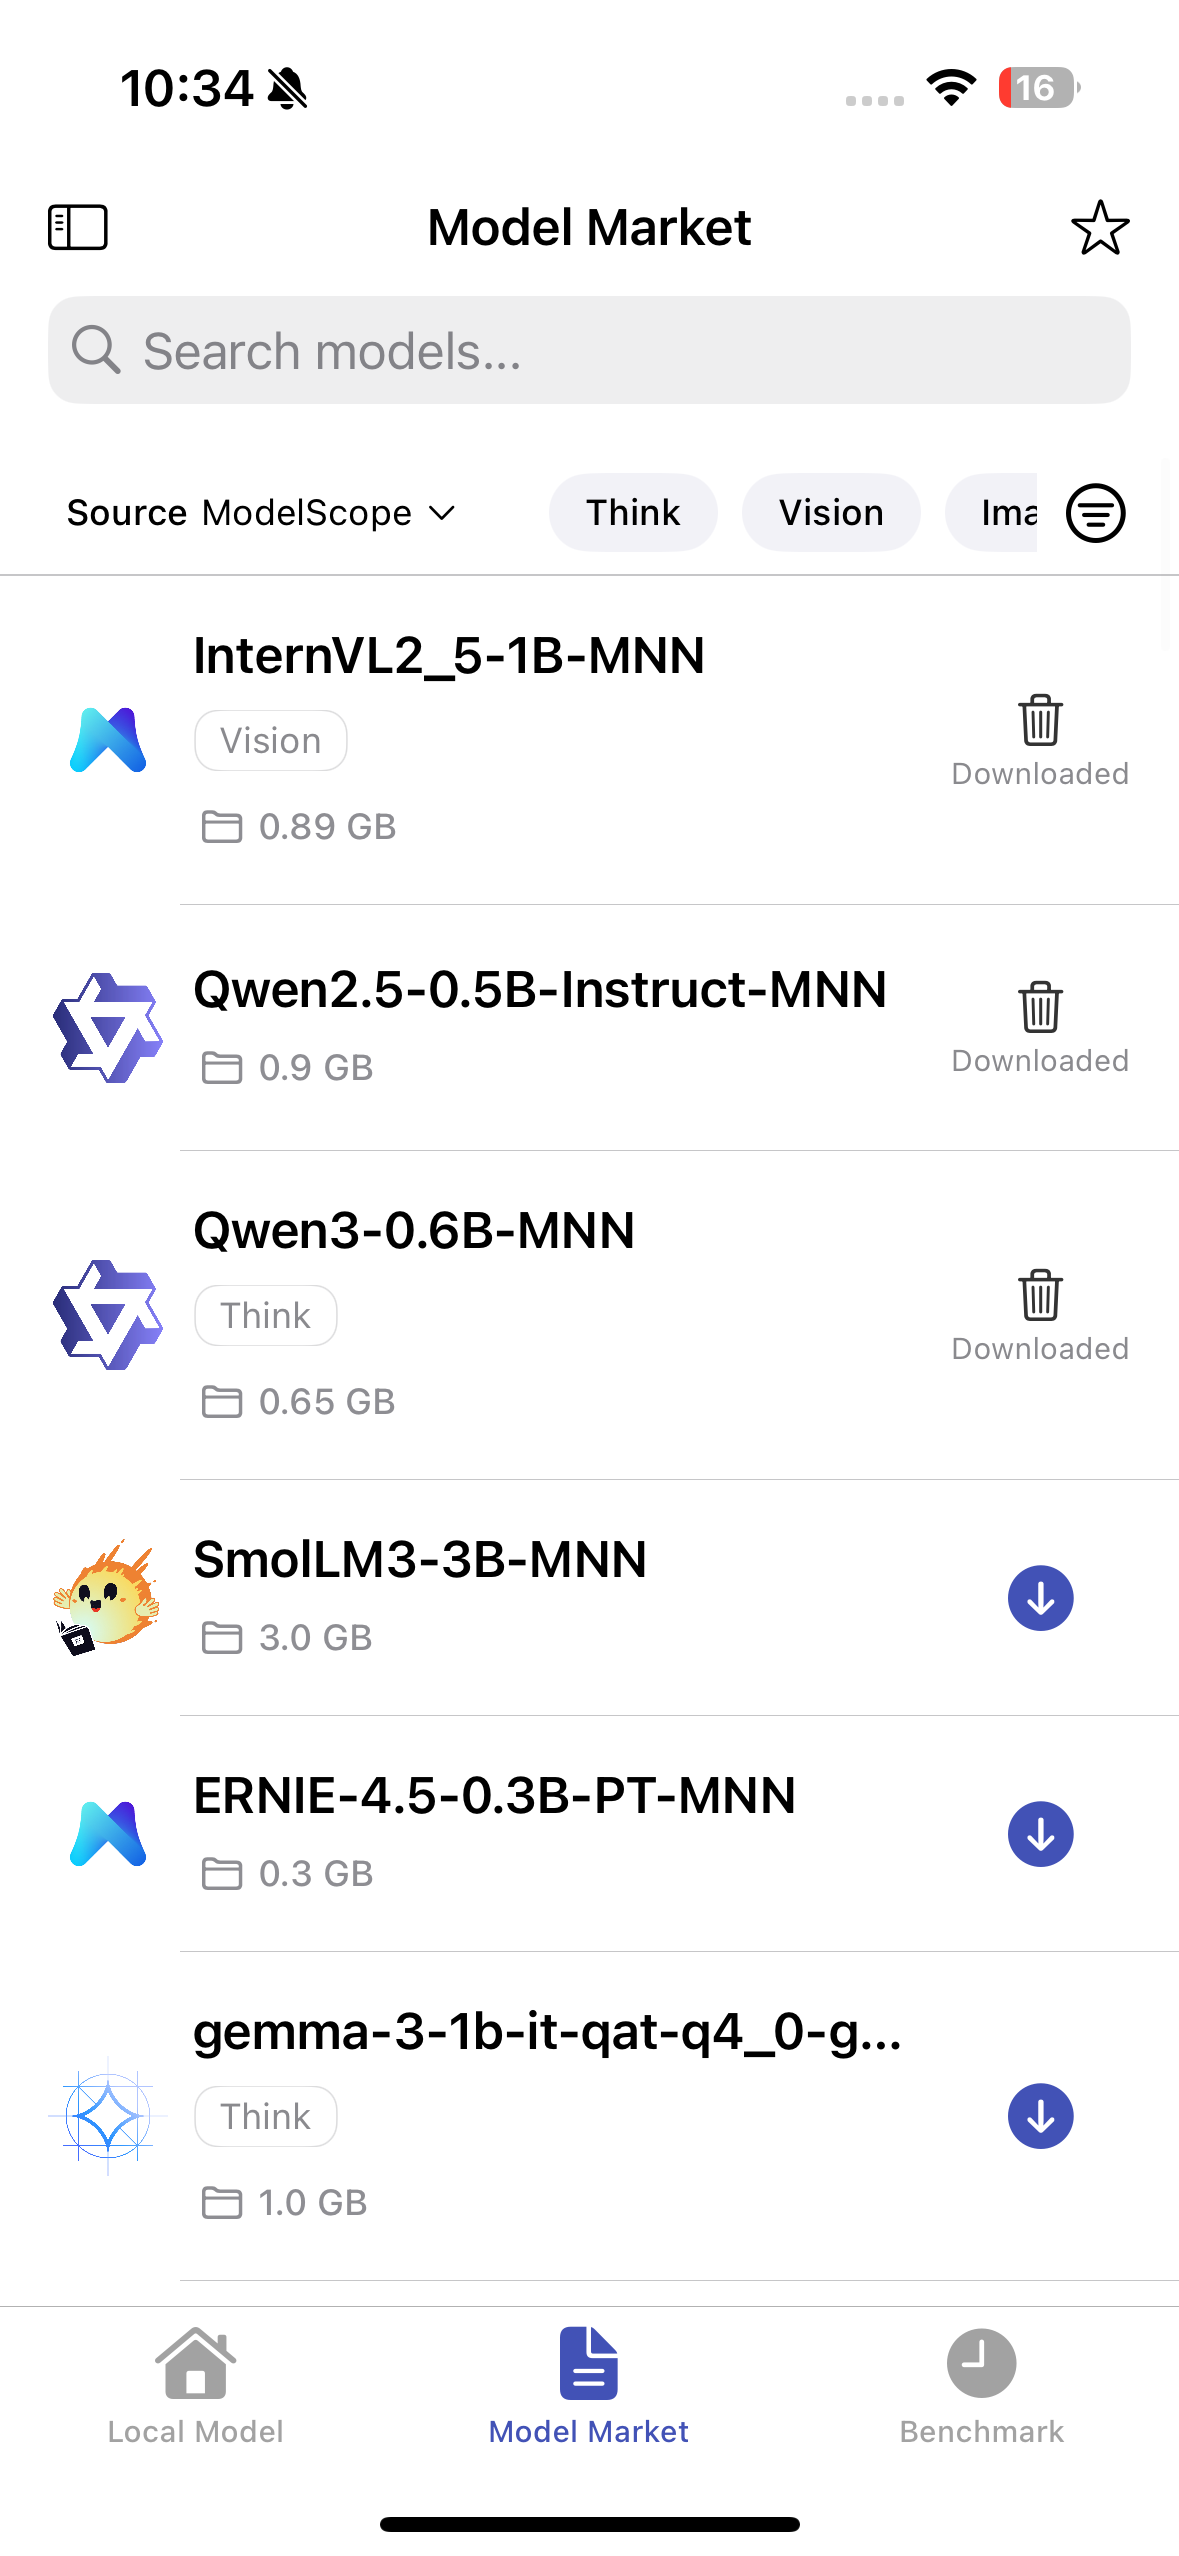 10:34
16
Model Market
Search models...
Source ModelScope
Think
Vision
Ima
InternVL2_5-1B-MNN
Vision
Downloaded
0.89 GB
Qwen2.5-0.5B-Instruct-MNN
0.9 GB
Downloaded
Qwen3-0.6B-MNN
Think
Downloaded
0.65 GB
SmolLM3-3B-MNN
3.0 GB
ERNIE-4.5-0.3B-PT-MNN
0.3 GB
gemma-3-1b-it-qat-q4_0-g...
Think
1.0 GB
Local Model
Model Market
Benchmark